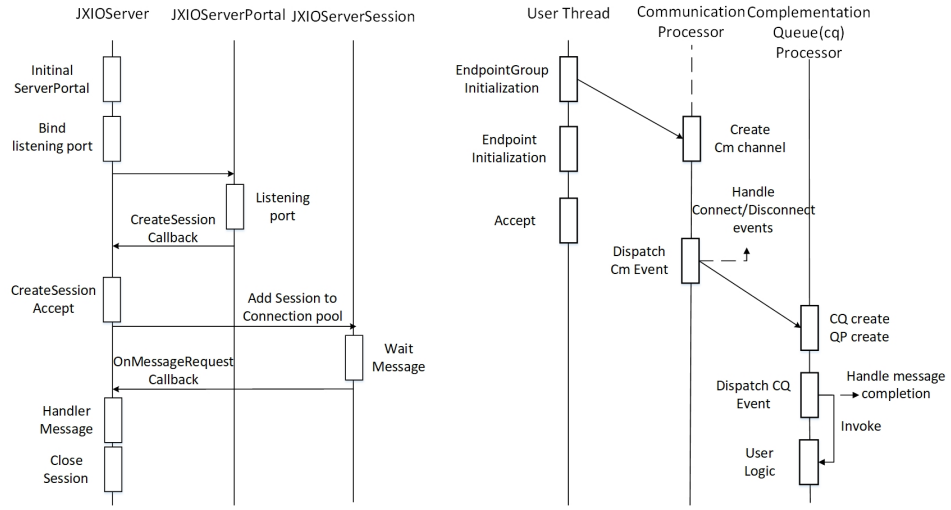 JXIOServer
JXIOServerPortal
JXIOServerSession
Initinal
ServerPortal
Bind
listening port
Listening
port
CreateSession
Callback
CreateSession
Accept
Add Session to
Connection pool
Wait
Message
OnMessageRequest
Callback
Handler
Message
Close
Session
User Thread
Communication
Processor
Complementation
Queue(cq)
Processor
EndpointGroup
Initialization
Create
Cm channel
Endpoint
Initialization
Handle
Connect/Disconnect
events
Accept
Dispatch
Cm Event
CQ create
QP create
Dispatch CQ
Event
Handle message
completion
Invoke
User
Logic